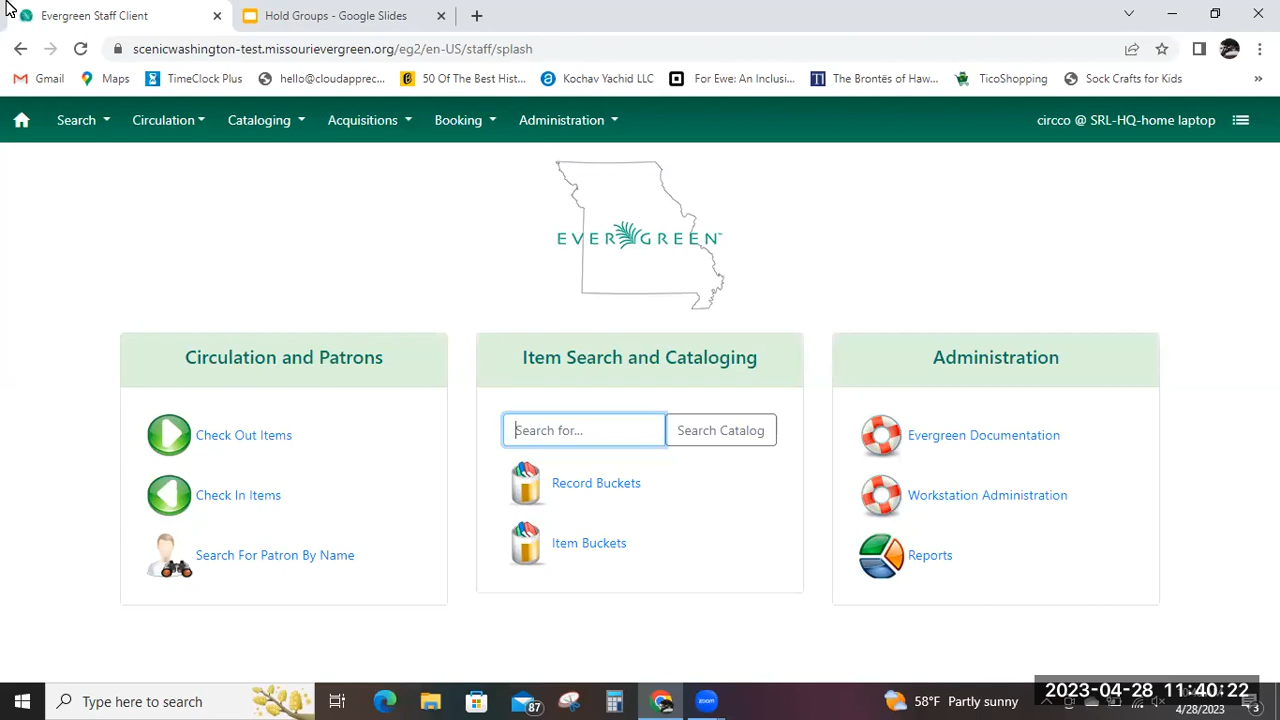 Evergreen Staff Client
Hold Groups - Google Slides
scenicwashington-test.missourievergreen.org/eg2/en-US/staff/splash
Gmail
Maps
TimeClock Plus
hello@cloudapprec...
50 Of The Best Hist...
Kochav Yachid LLC
For Ewe: An Inclusi...
The Brontës of Haw...
TicoShopping
Sock Crafts for Kids
Search
Circulation
Cataloging
Acquisitions
Booking
Administration
circco @ SRL-HQ-home laptop
EVERGREEN
Circulation and Patrons
Check Out Items
Check In Items
Search For Patron By Name
Item Search and Cataloging
Search for...
Search Catalog
Record Buckets
Item Buckets
Administration
Evergreen Documentation
Workstation Administration
Reports
Type here to search
87
zoom
58°F Partly sunny
2023-04-28 11:40:22
4/28/2023
3